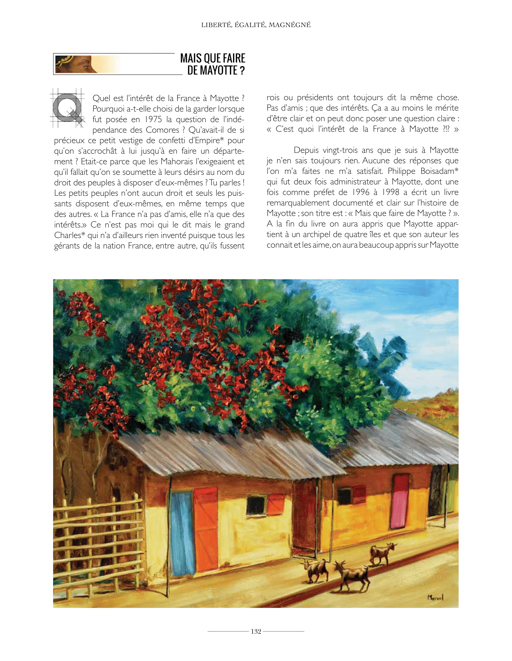 LIBERTÉ, ÉGALITÉ, MAGNÉGNÉ
MAIS QUE FAIRE
DE MAYOTTE ?
Quel est l'intérêt de la France à Mayotte ?
Pourquoi a-t-elle choisi de la garder lorsque
fut posée en 1975 la question de l'indé-
pendance des Comores ? Qu'avait-il de si
précieux ce petit vestige de confetti d'Empire* pour
qu'on s'accrochât à lui jusqu'à en faire un départe-
ment ? Etait-ce parce que les Mahorais l'exigeaient et
qu'il fallait qu'on se soumette à leurs désirs au nom du
droit des peuples à disposer d'eux-mêmes ? Tu parles !
Les petits peuples n'ont aucun droit et seuls les puis-
sants disposent d'eux-mêmes, en même temps que
des autres. « La France n'a pas d'amis, elle n'a que des
intérêts.» Ce n'est pas moi qui le dit mais le grand
Charles* qui n'a d'ailleurs rien inventé puisque tous les
gérants de la nation France, entre autre, qu'ils fussent
rois ou présidents ont toujours dit la même chose.
Pas d'amis ; que des intérêts. Ça a au moins le mérite
d'être clair et on peut donc poser une question claire :
« C'est quoi l'intérêt de la France à Mayotte ?!? »
Depuis vingt-trois ans que je suis à Mayotte
je n'en sais toujours rien. Aucune des réponses que
l'on m'a faites ne m'a satisfait. Philippe Boisadam*
qui fut deux fois administrateur à Mayotte, dont une
fois comme préfet de 1996 à 1998 a écrit un livre
remarquablement documenté et clair sur l'histoire de
Mayotte ; son titre est : « Mais que faire de Mayotte ? ».
A la fin du livre on aura appris que Mayotte appar-
tient à un archipel de quatre îles et que son auteur les
connait et les aime, on aura beaucoup appris sur Mayotte
132